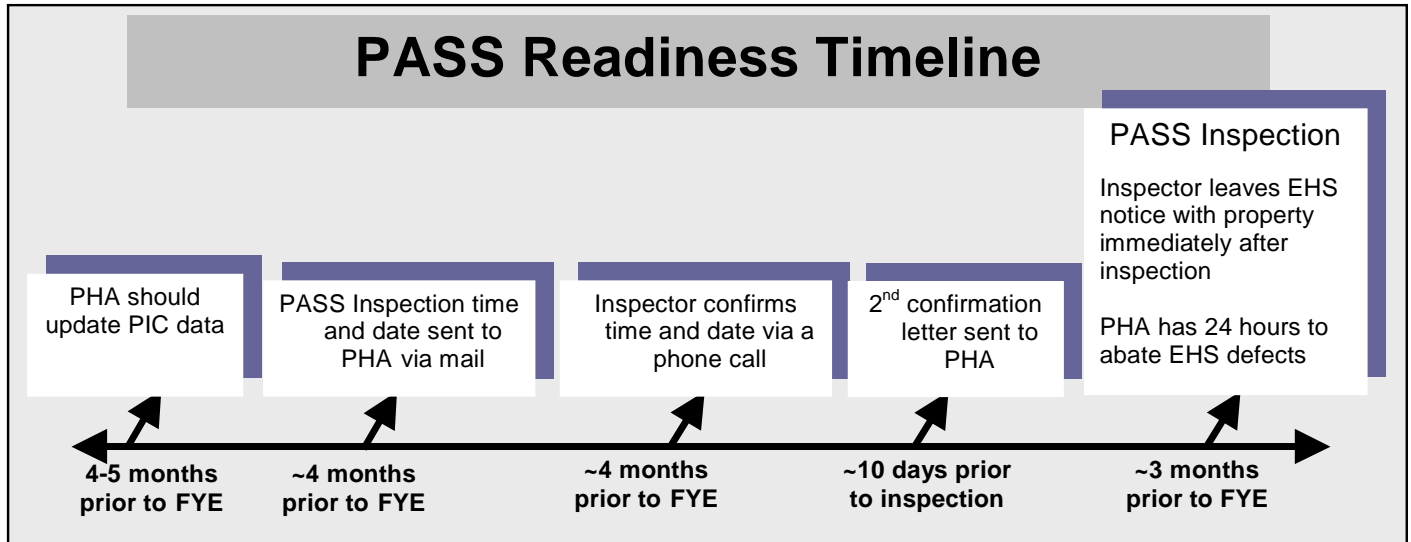 PASS Readiness Timeline
PHA should
update PIC data
PASS Inspection time
and date sent to
PHA via mail
Inspector confirms
time and date via a
phone call
2nd confirmation
letter sent to
PHA
PASS Inspection
Inspector leaves EHS
notice with property
immediately after
inspection
PHA has 24 hours to
abate EHS defects
4-5 months
prior to FYE
~4 months
prior to FYE
~4 months
prior to FYE
~10 days prior
to inspection
~3 months
prior to FYE